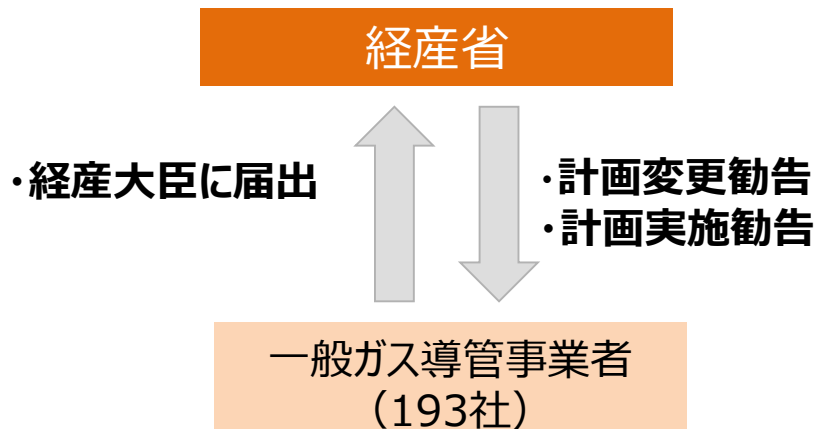 経産省
・経産大臣に届出
・計画変更勧告
・計画実施勧告
一般ガス導管事業者
（193社）